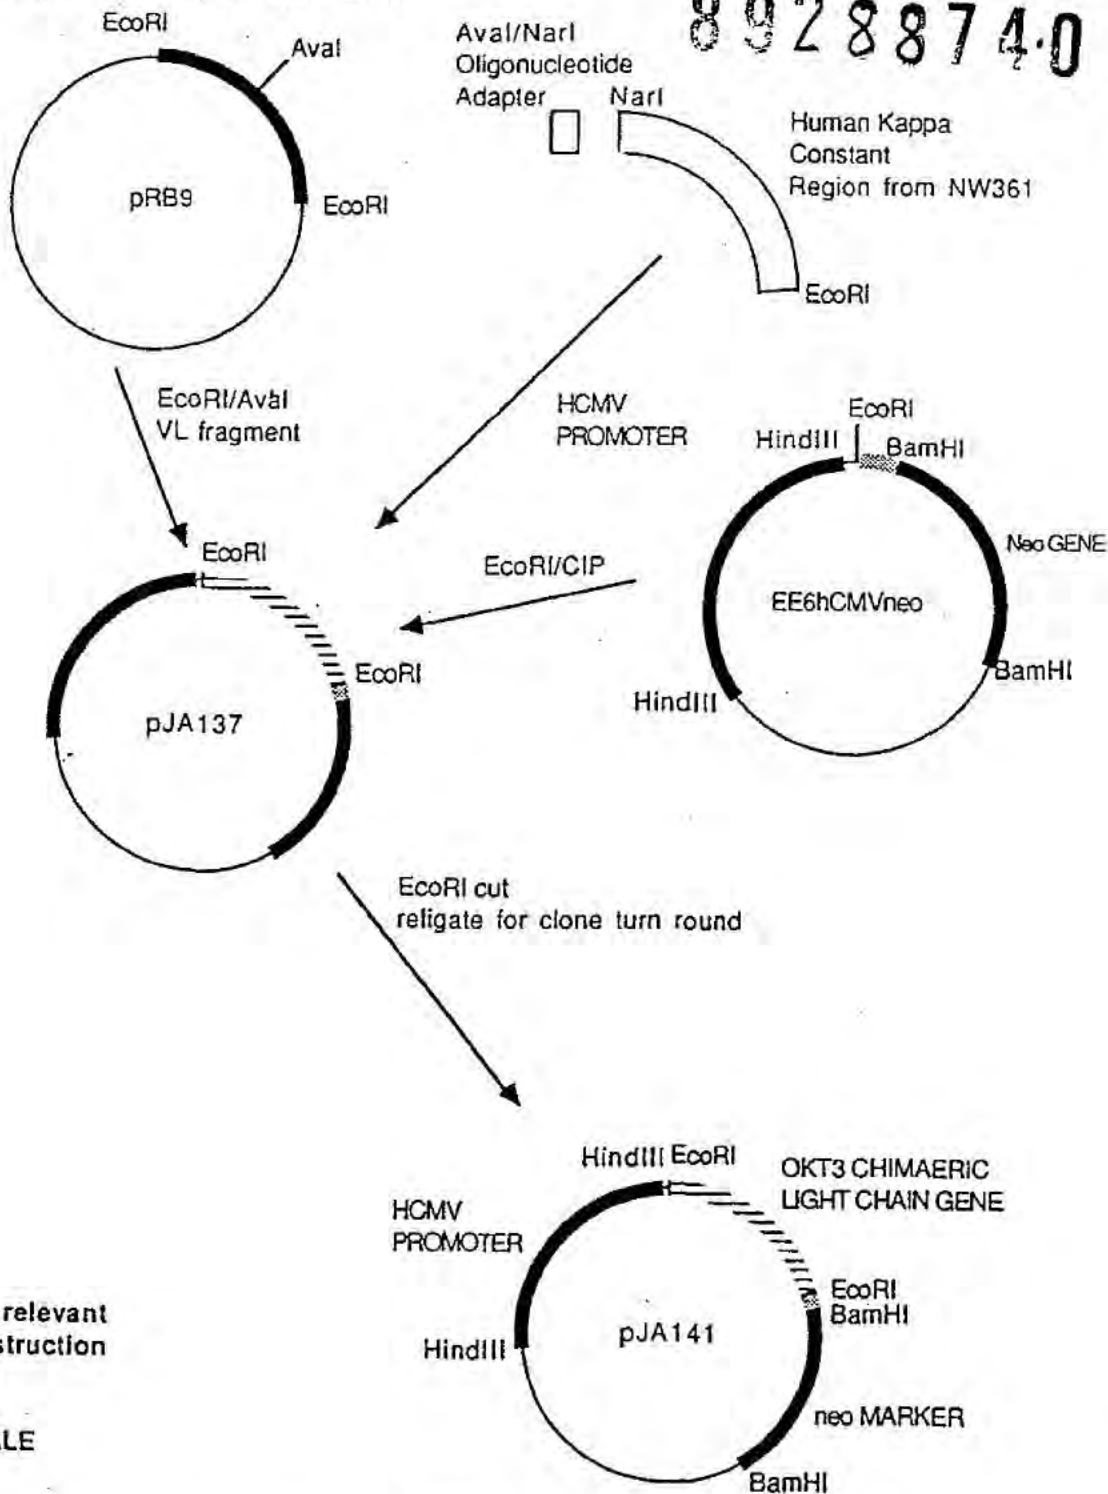 8928874.0
EcoRI
AvaI
pRB9
EcoRI
AvaI/NarI
Oligonucleotide
Adapter
NarI
Human Kappa
Constant
Region from NW361
EcoRI
EcoRI/AvaI
VL fragment
HCMV
PROMOTER
EcoRI
HindIII
BamHI
Neo GENE
EE6hCMVneo
BamHI
HindIII
EcoRI/CIP
EcoRI
EcoRI
pJA137
EcoRI cut
religate for clone turn round
HindIII EcoRI
OKT3 CHIMAERIC
LIGHT CHAIN GENE
HCMV
PROMOTER
EcoRI
BamHI
HindIII
pJA141
neo MARKER
BamHI
relevant
struction
LE